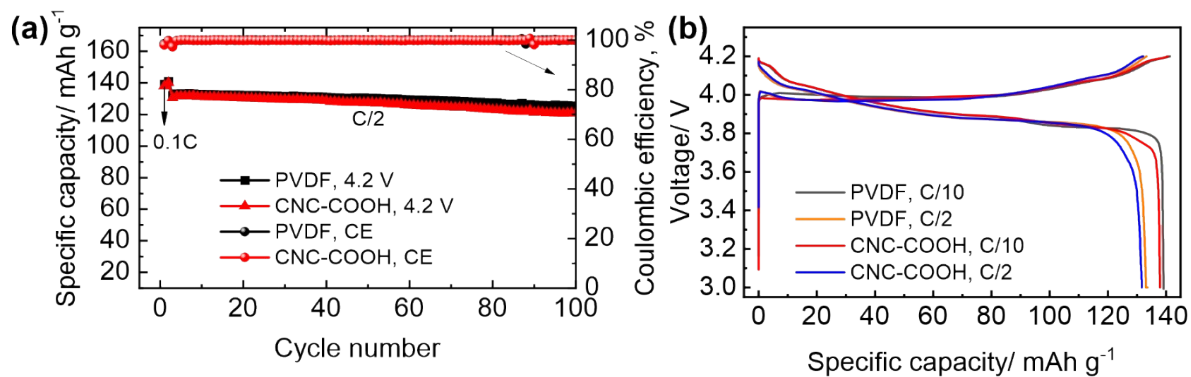 (a)
Specific capacity/ mAh g⁻¹
160
140
120
100
80
60
40
20
0.1C
C/2
PVDF, 4.2 V
CNC-COOH, 4.2 V
PVDF, CE
CNC-COOH, CE
0 20 40 60 80 100
Cycle number
100
80
60
40
20
0
Coulombic efficiency, %
(b)
Voltage/ V
4.2
4.0
3.8
3.6
3.4
3.2
3.0
PVDF, C/10
PVDF, C/2
CNC-COOH, C/10
CNC-COOH, C/2
0 20 40 60 80 100 120 140
Specific capacity/ mAh g⁻¹